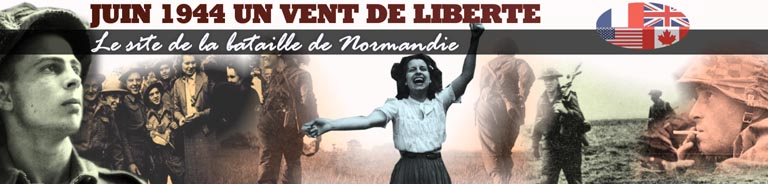 JUIN 1944 UN VENT DE LIBERTE
Le site de la bataille de Normandie